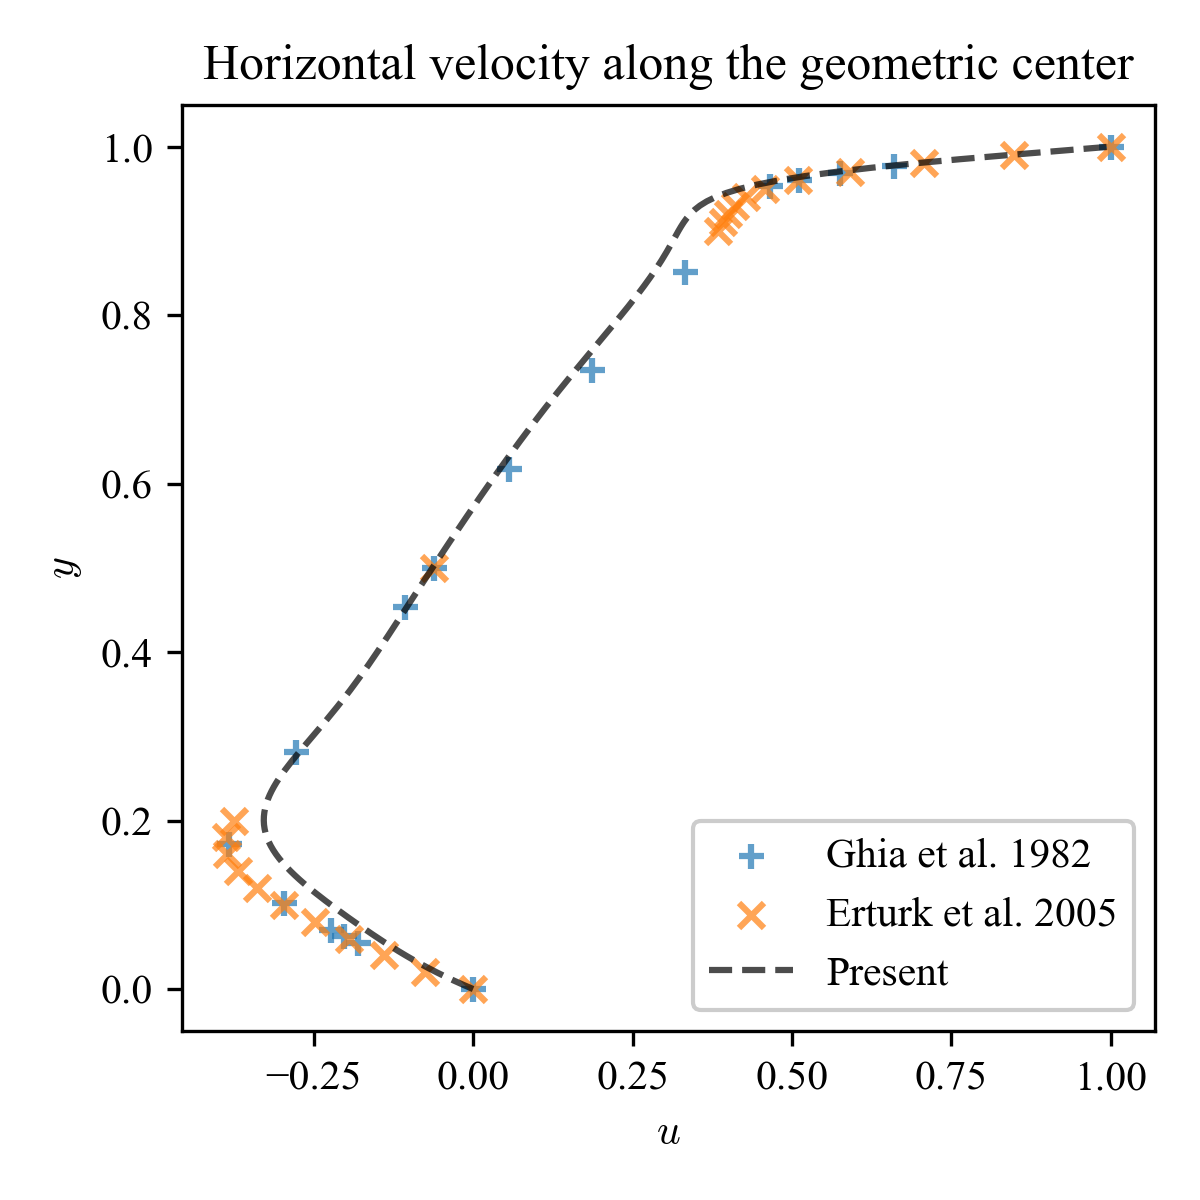 Horizontal velocity along the geometric center
1.0
0.8
0.6
0.4
0.2
0.0
y
Ghia et al. 1982
Erturk et al. 2005
Present
−0.25
0.00
0.25
0.50
0.75
1.00
u